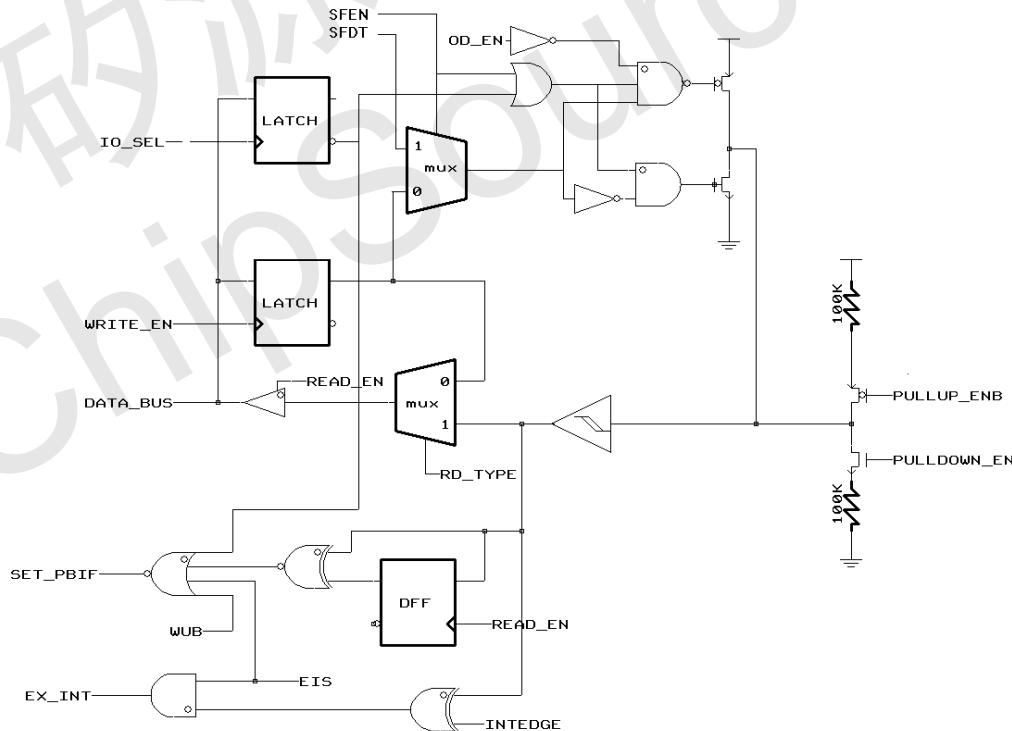 SFEN
SFDT
OD_EN
LATCH
IO_SEL
1
mux
0
LATCH
WRITE_EN
100K
READ_EN
0
mux
1
DATA_BUS
PULLUP_ENB
PULLDOWN_EN
RD_TYPE
100K
SET_PBIF
DFF
READ_EN
WUB
EIS
EX_INT
INTEDGE
ChipSourc